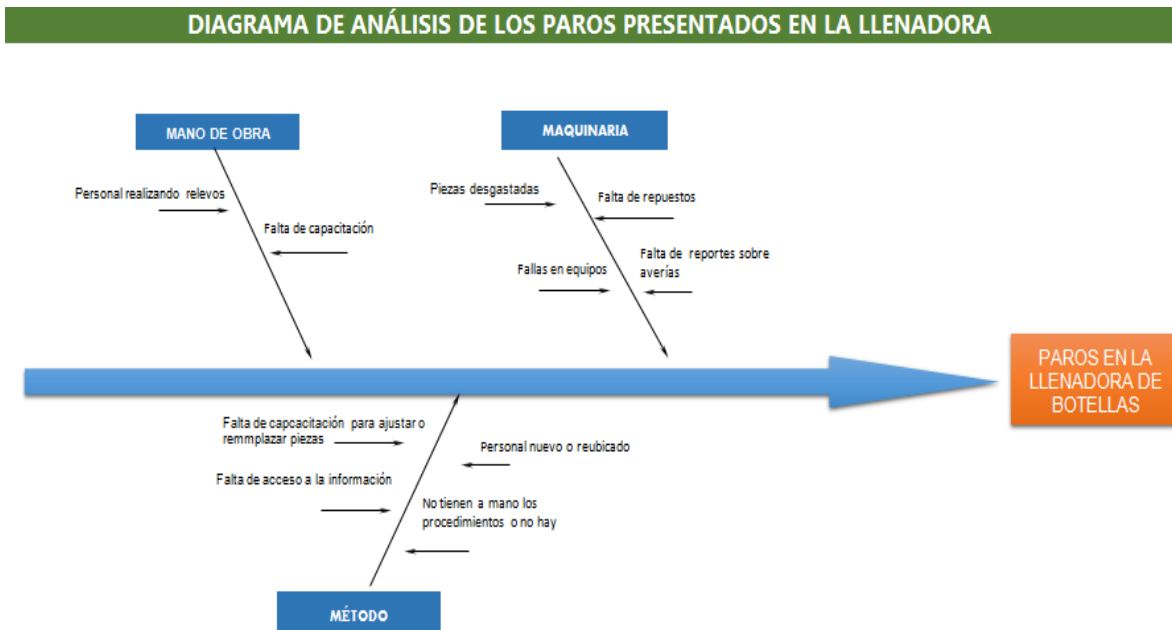 DIAGRAMA DE ANÁLISIS DE LOS PAROS PRESENTADOS EN LA LLENADORA
MANO DE OBRA
MAQUINARIA
Personal realizando relevos
Falta de capacitación
Piezas desgastadas
Falta de repuestos
Fallas en equipos
Falta de reportes sobre
averías
PAROS EN LA
LLENADORA DE
BOTELLAS
Falta de capcacitación para ajustar o
remmplazar piezas
Personal nuevo o reubicado
Falta de acceso a la información
No tienen a mano los
procedimientos o no hay
MÉTODO